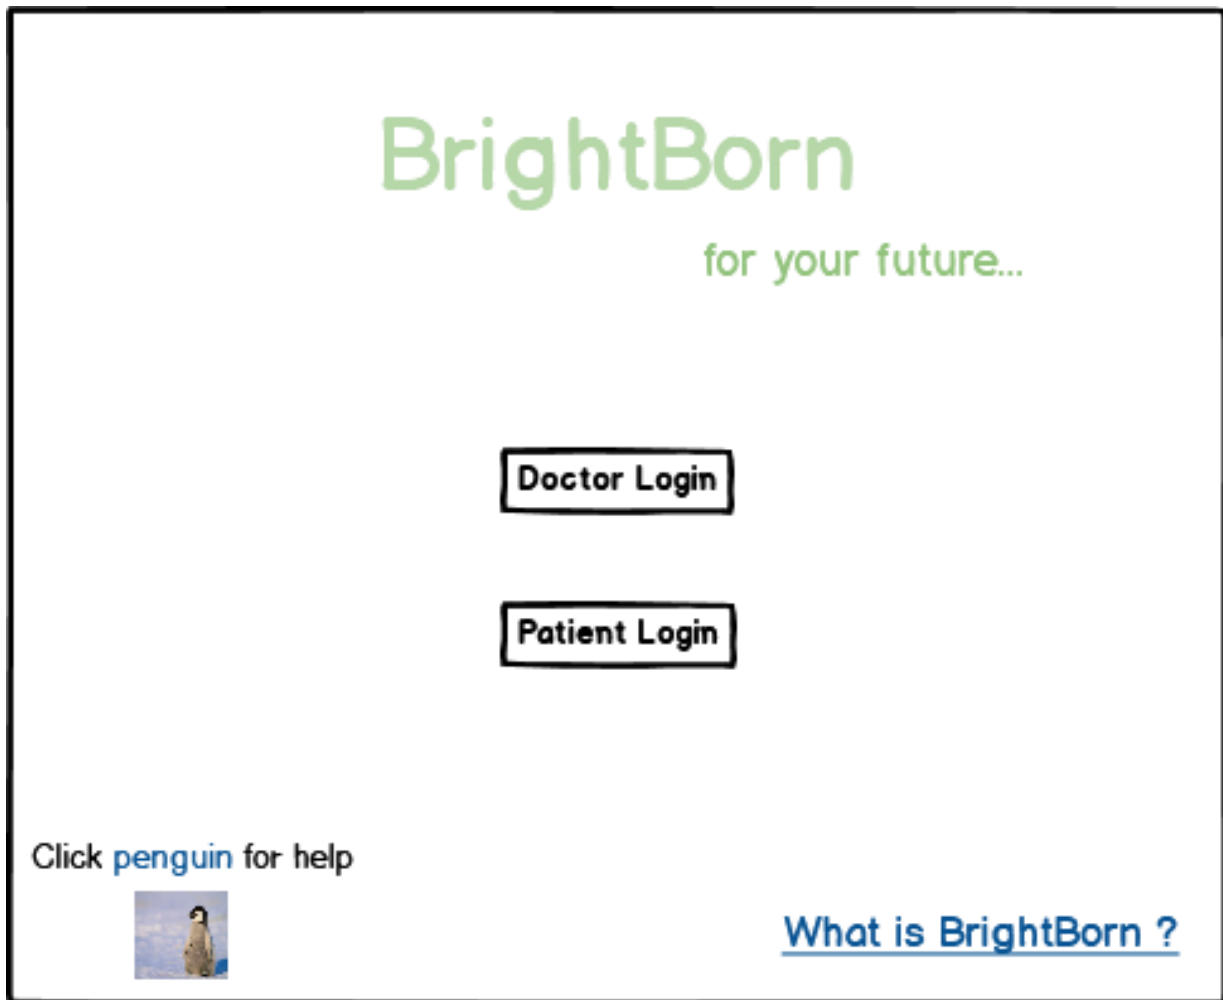 BrightBorn
for your future...
Doctor Login
Patient Login
Click penguin for help
What is BrightBorn ?